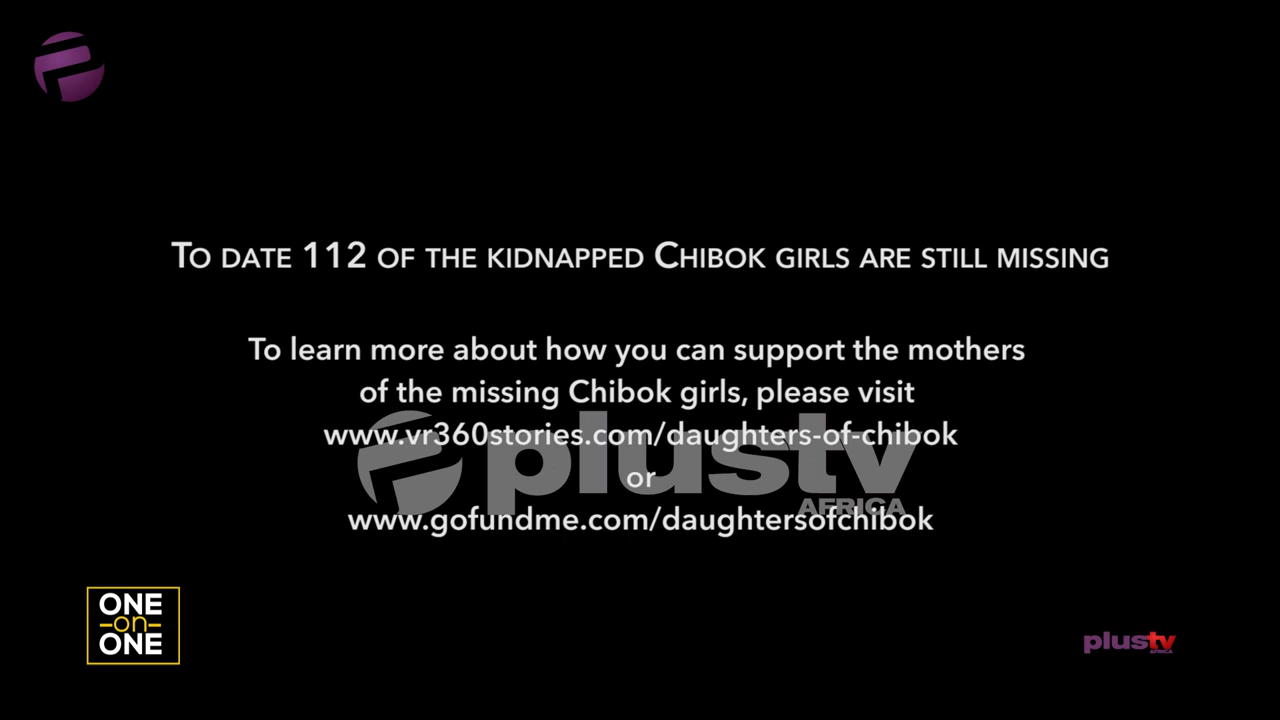 To date 112 of the kidnapped Chibok girls are still missing
To learn more about how you can support the mothers
of the missing Chibok girls, please visit
www.vr360stories.com/daughters-of-chibok
or
www.gofundme.com/daughtersofchibok
plustv
AFRICA
ONE
on
ONE
plustv
AFRICA